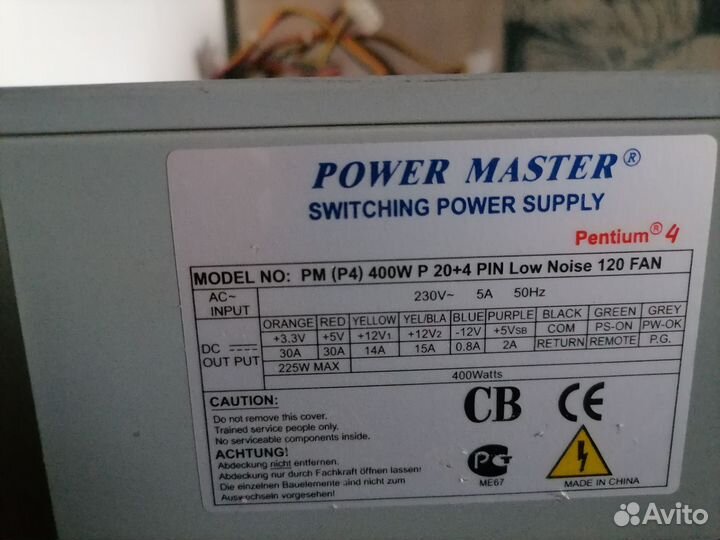 POWER MASTER®
SWITCHING POWER SUPPLY
Pentium® 4
MODEL NO: PM (P4) 400W P 20+4 PIN Low Noise 120 FAN
AC~ INPUT 230V~ 5A 50Hz
DC OUT PUT
ORANGE RED YELLOW YEL/BLA BLUE PURPLE BLACK GREEN GREY
+3.3V +5V +12V1 +12V2 -12V +5VSB COM PS-ON PW-OK
30A 30A 14A 15A 0.8A 2A RETURN REMOTE P.G.
225W MAX
400Watts
CAUTION:
Do not remove this cover.
Trained service people only.
No serviceable components inside.
ACHTUNG!
Abdeckung nicht entfernen.
Abdeckung nur durch Fachkraft öffnen lassen!
Die einzelnen Bauelemente sind nicht zum
Auswechseln vorgesehen!
CB CE
PCT
ME67
MADE IN CHINA
Avito